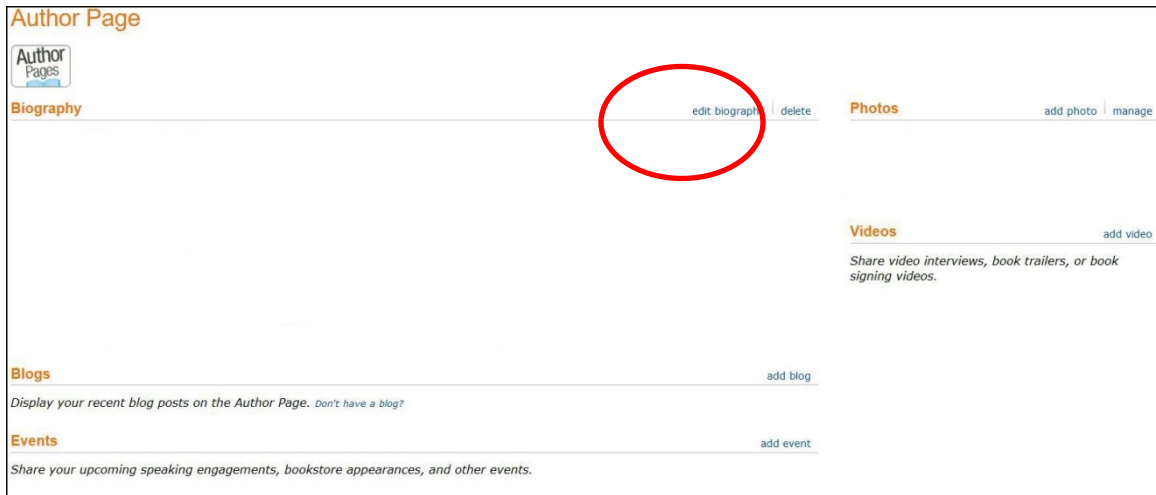 Author Page
Author
Pages
Biography
edit biography | delete
Photos
add photo | manage
Videos
add video
Share video interviews, book trailers, or book
signing videos.
Blogs
add blog
Display your recent blog posts on the Author Page. Don't have a blog?
Events
add event
Share your upcoming speaking engagements, bookstore appearances, and other events.